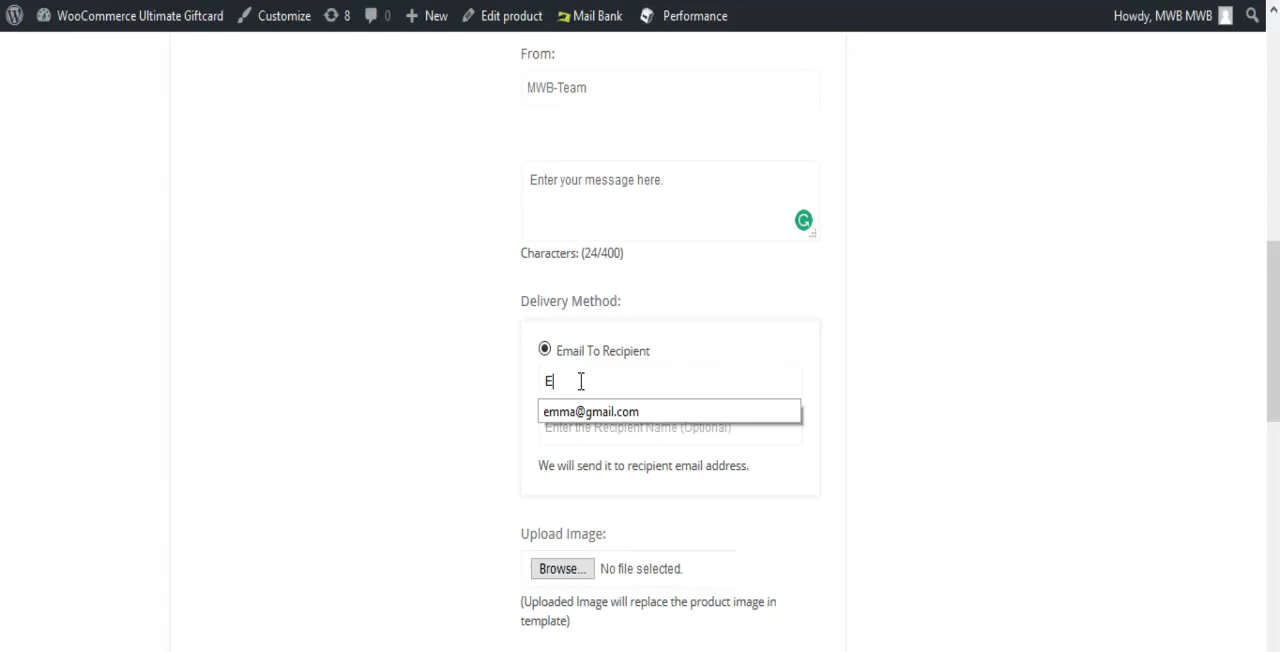 WooCommerce Ultimate Giftcard Customize 8 0 New Edit product Mail Bank Performance Howdy, MWB MWB
From:
MWB-Team
Enter your message here.
Characters: (24/400)
Delivery Method:
Email To Recipient
E
emma@gmail.com
Enter the Recipient Name (Optional)
We will send it to recipient email address.
Upload Image:
Browse... No file selected.
(Uploaded Image will replace the product image in
template)